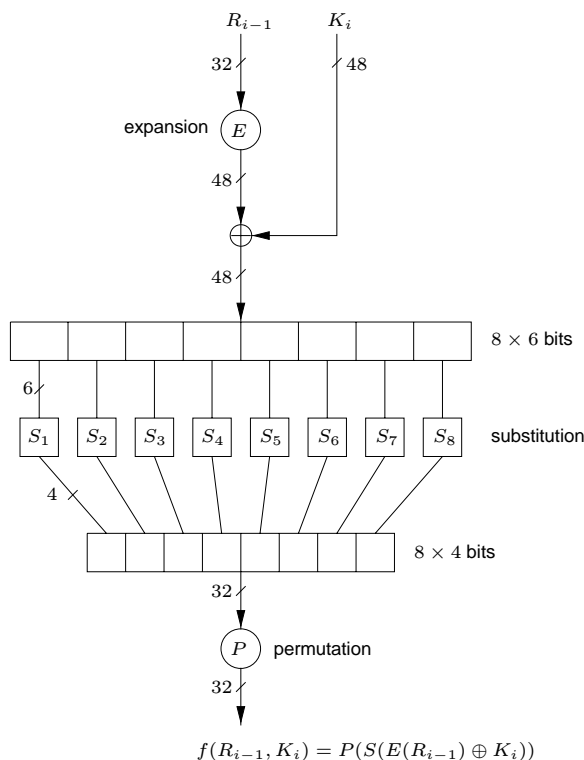 R_{i−1} K_i
32 48
expansion E
48
48
8 × 6 bits
6
S_1 S_2 S_3 S_4 S_5 S_6 S_7 S_8 substitution
4
8 × 4 bits
32
P permutation
32
f(R_{i−1}, K_i) = P(S(E(R_{i−1}) ⊕ K_i))